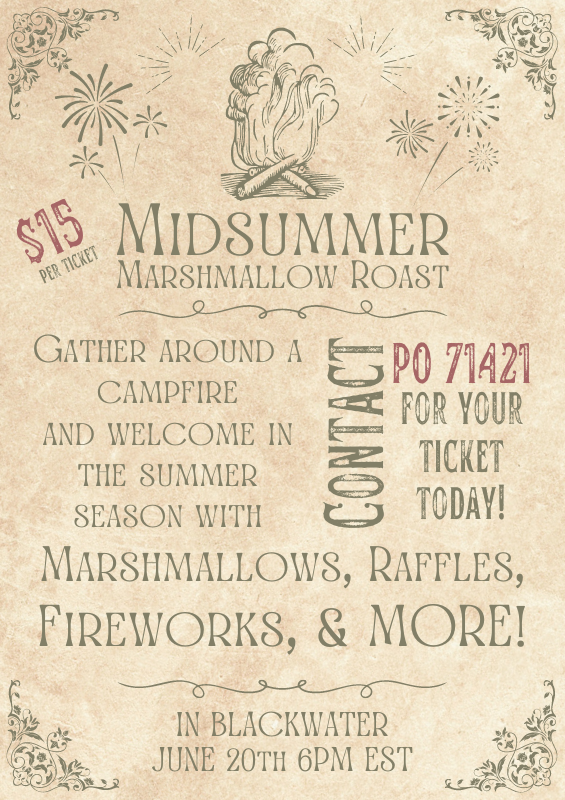 $15
PER TICKET
MIDSUMMER
MARSHMALLOW ROAST
GATHER AROUND A
CAMPFIRE
AND WELCOME IN
THE SUMMER
SEASON WITH
CONTACT
PO 71421
FOR YOUR
TICKET
TODAY!
MARSHMALLOWS, RAFFLES,
FIREWORKS, & MORE!
IN BLACKWATER
JUNE 20TH 6PM EST